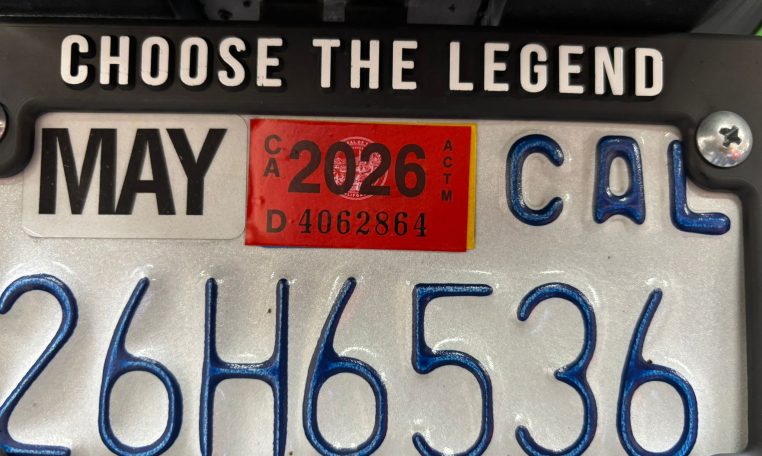 CHOOSE THE LEGEND
MAY
CA 2026 ACTM
D 4062864
CAL
26H6536